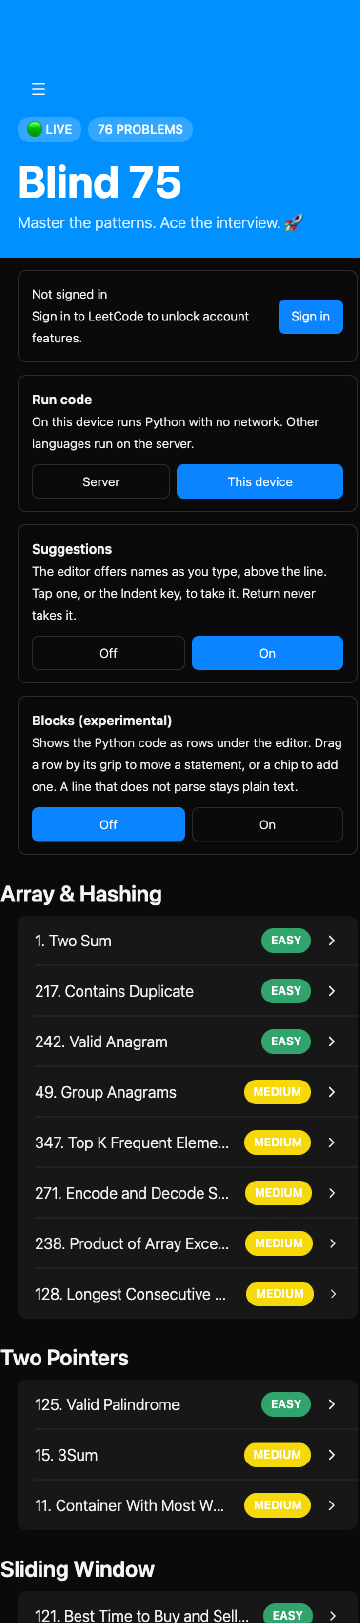 LIVE
76 PROBLEMS
Blind 75
Master the patterns. Ace the interview. 🚀
Not signed in
Sign in to LeetCode to unlock account
features.
Sign in
Run code
On this device runs Python with no network. Other
languages run on the server.
Server
This device
Suggestions
The editor offers names as you type, above the line.
Tap one, or the Indent key, to take it. Return never
takes it.
Off
On
Blocks (experimental)
Shows the Python code as rows under the editor. Drag
a row by its grip to move a statement, or a chip to add
one. A line that does not parse stays plain text.
Off
On
Array & Hashing
1. Two Sum EASY
217. Contains Duplicate EASY
242. Valid Anagram EASY
49. Group Anagrams MEDIUM
347. Top K Frequent Eleme... MEDIUM
271. Encode and Decode S... MEDIUM
238. Product of Array Exce... MEDIUM
128. Longest Consecutive ... MEDIUM
Two Pointers
125. Valid Palindrome EASY
15. 3Sum MEDIUM
11. Container With Most W... MEDIUM
Sliding Window
121. Best Time to Buy and Sell... EASY